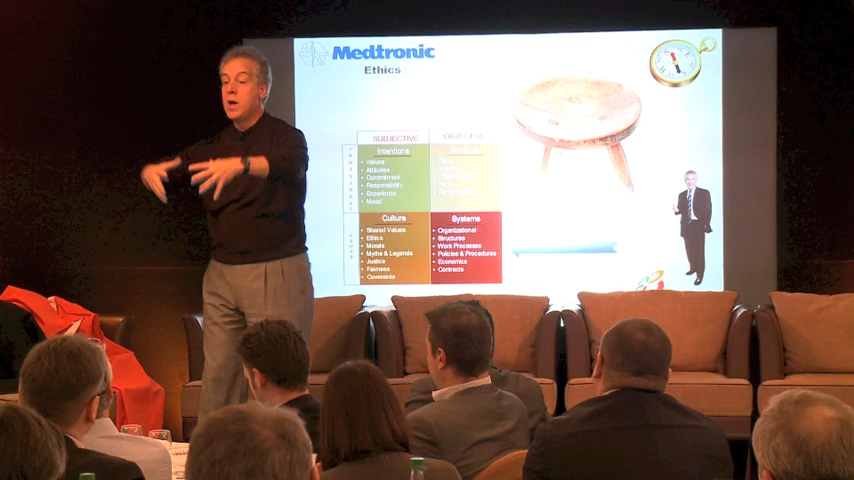 Medtronic
Ethics
SUBJECTIVE
OBJECTIVE
Intentions
• Values
• Attitudes
• Commitment
• Responsibility
• Experience
• Mood
Culture
• Shared Values
• Ethics
• Morals
• Myths & Legends
• Justice
• Fairness
• Covenants
Systems
• Organizational
• Structures
• Work Processes
• Policies & Procedures
• Economics
• Contracts